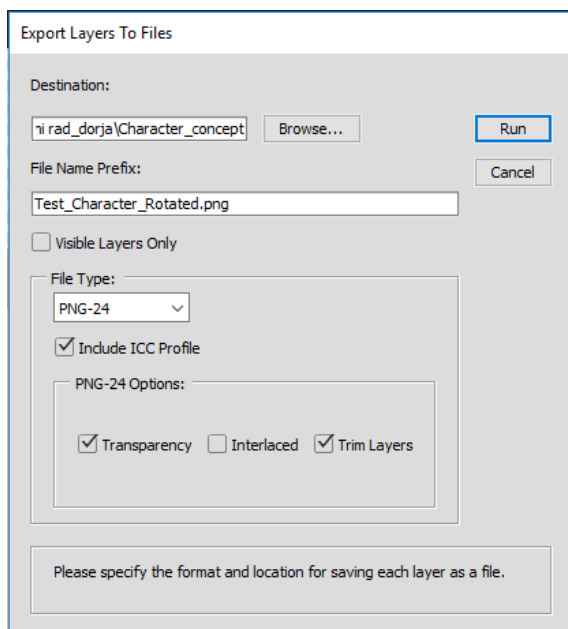 Export Layers To Files
Destination:
ni rad_dorja\Character_concept
Browse...
Run
File Name Prefix:
Cancel
Test_Character_Rotated.png
Visible Layers Only
File Type:
PNG-24
Include ICC Profile
PNG-24 Options:
Transparency Interlaced Trim Layers
Please specify the format and location for saving each layer as a file.